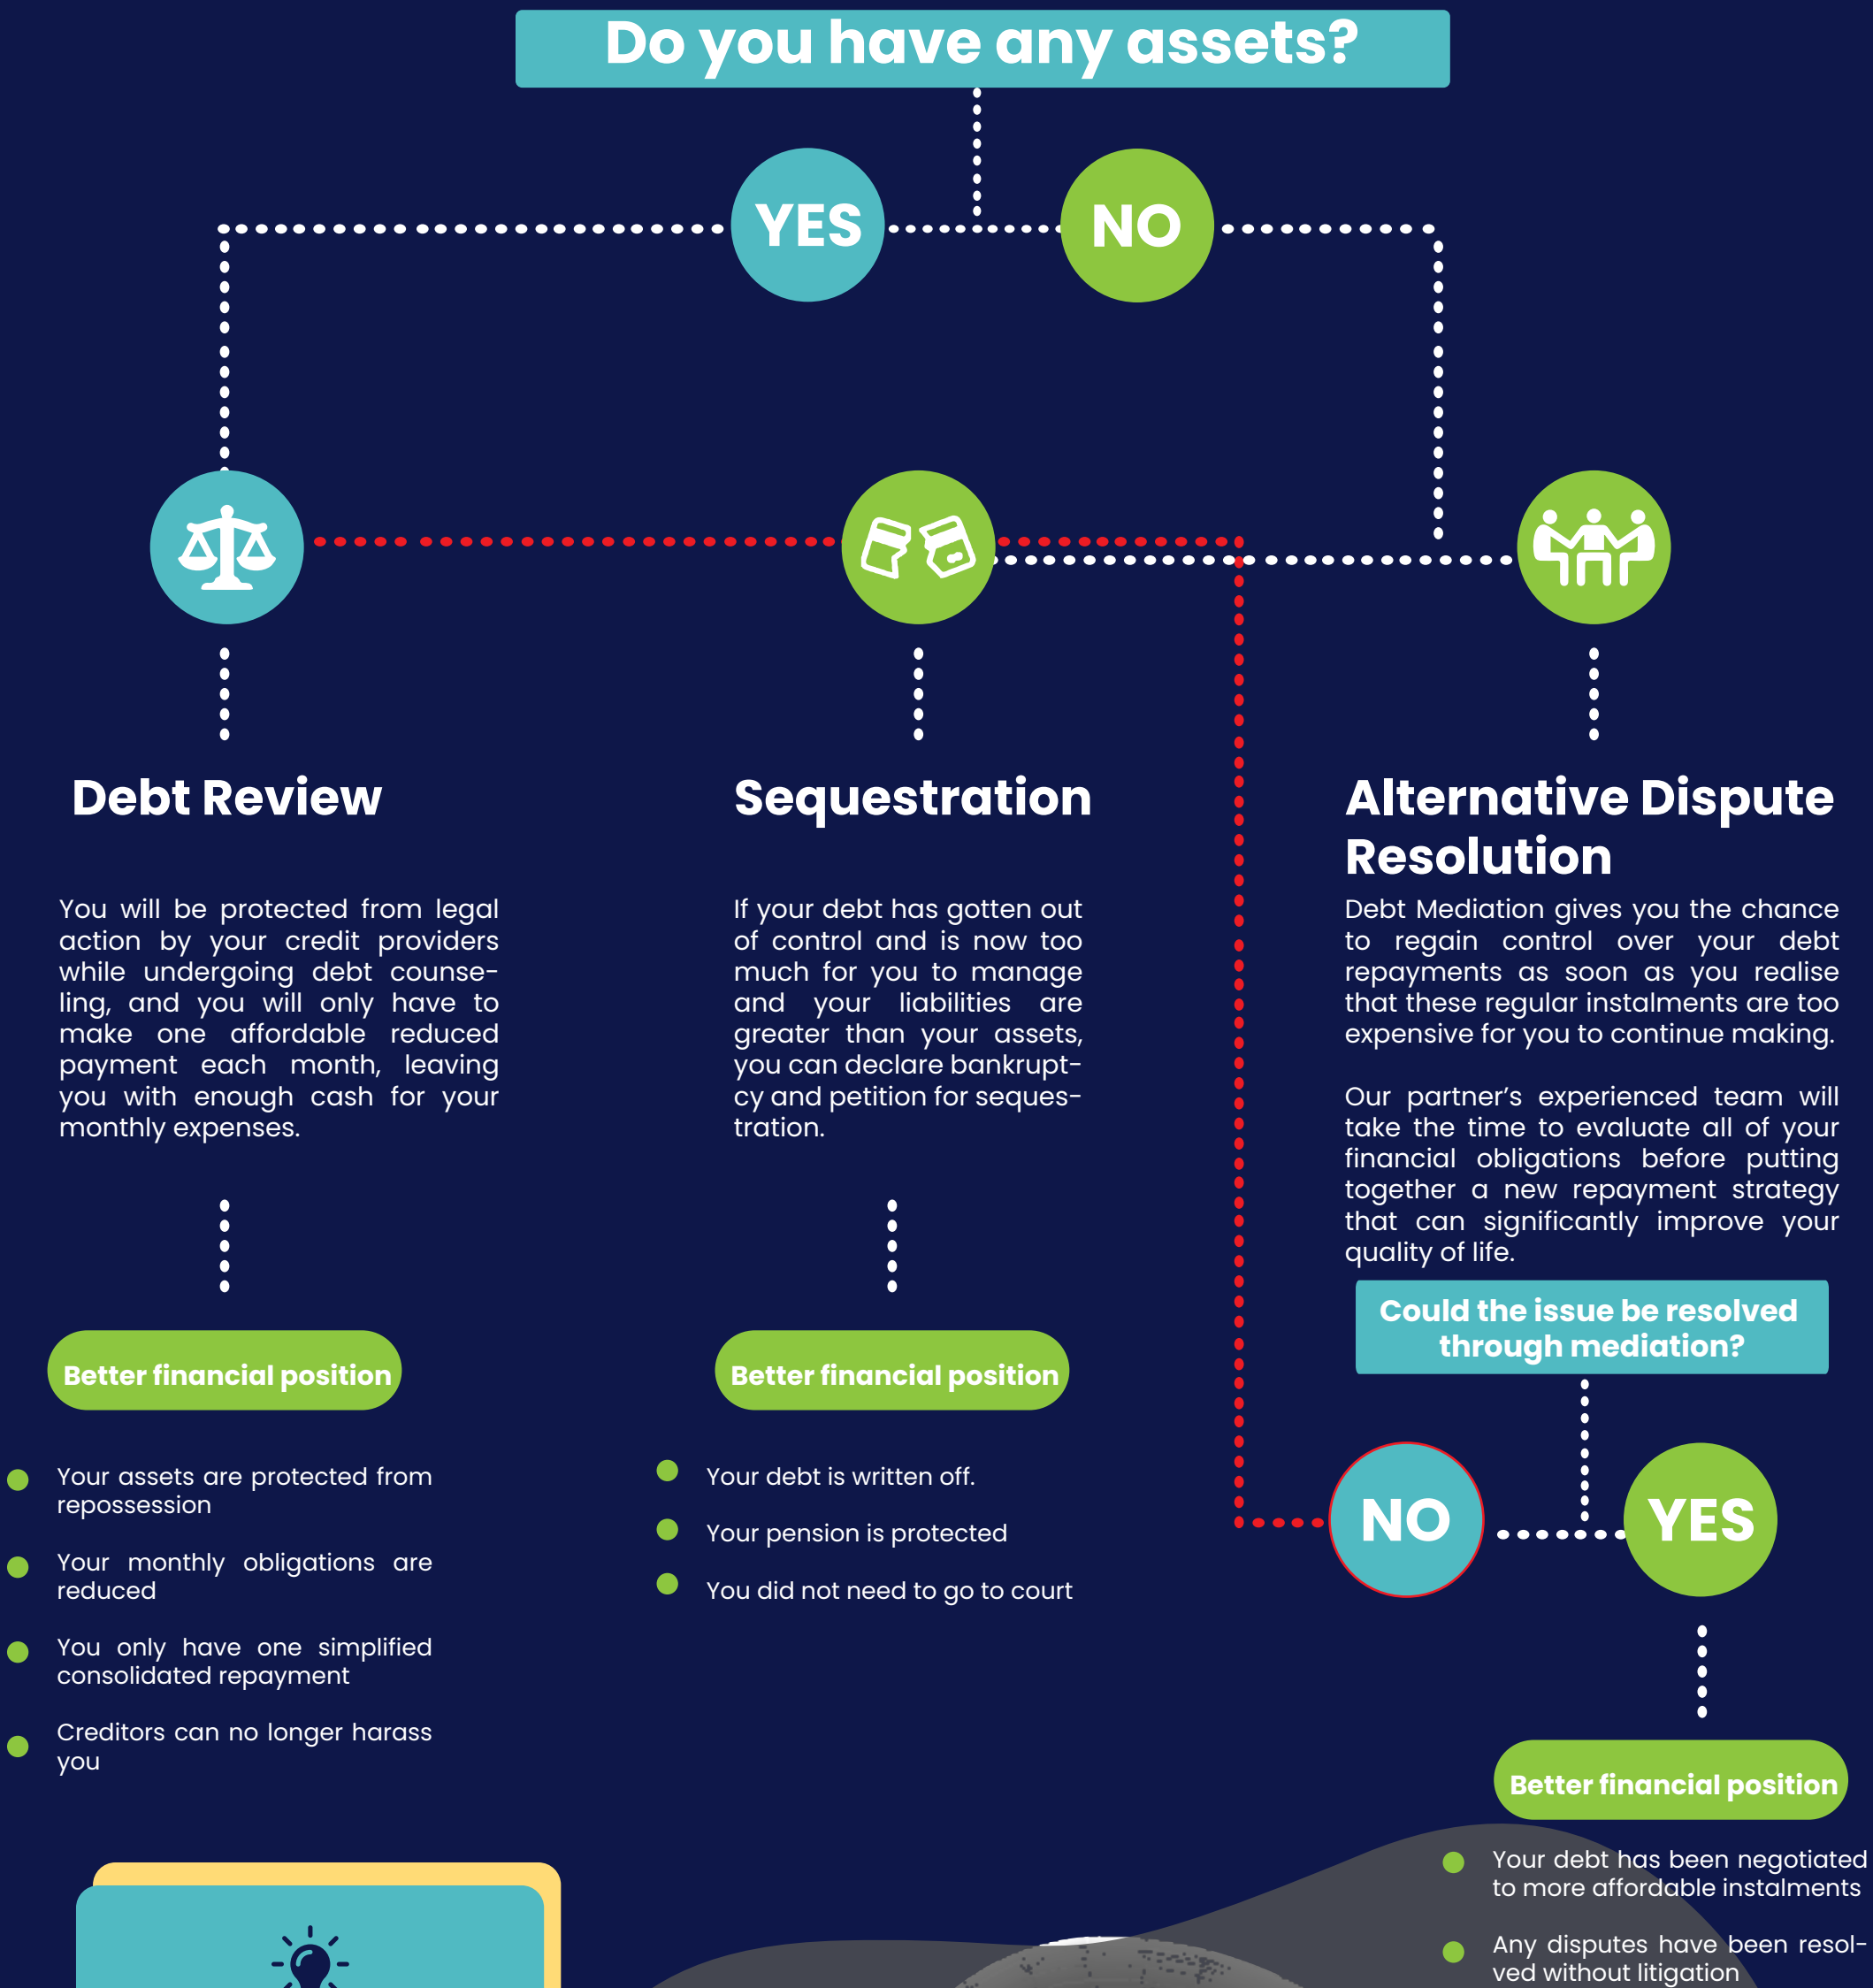 Do you have any assets?
YES
NO
Debt Review
You will be protected from legal
action by your credit providers
while undergoing debt counse-
ling, and you will only have to
make one affordable reduced
payment each month, leaving
you with enough cash for your
monthly expenses.
Better financial position
Your assets are protected from
repossession
Your monthly obligations are
reduced
You only have one simplified
consolidated repayment
Creditors can no longer harass
you
Sequestration
If your debt has gotten out
of control and is now too
much for you to manage
and your liabilities are
greater than your assets,
you can declare bankrupt-
cy and petition for seques-
tration.
Better financial position
Your debt is written off.
Your pension is protected
You did not need to go to court
Alternative Dispute
Resolution
Debt Mediation gives you the chance
to regain control over your debt
repayments as soon as you realise
that these regular instalments are too
expensive for you to continue making.
Our partner’s experienced team will
take the time to evaluate all of your
financial obligations before putting
together a new repayment strategy
that can significantly improve your
quality of life.
Could the issue be resolved
through mediation?
NO
YES
Better financial position
Your debt has been negotiated
to more affordable instalments
Any disputes have been resol-
ved without litigation